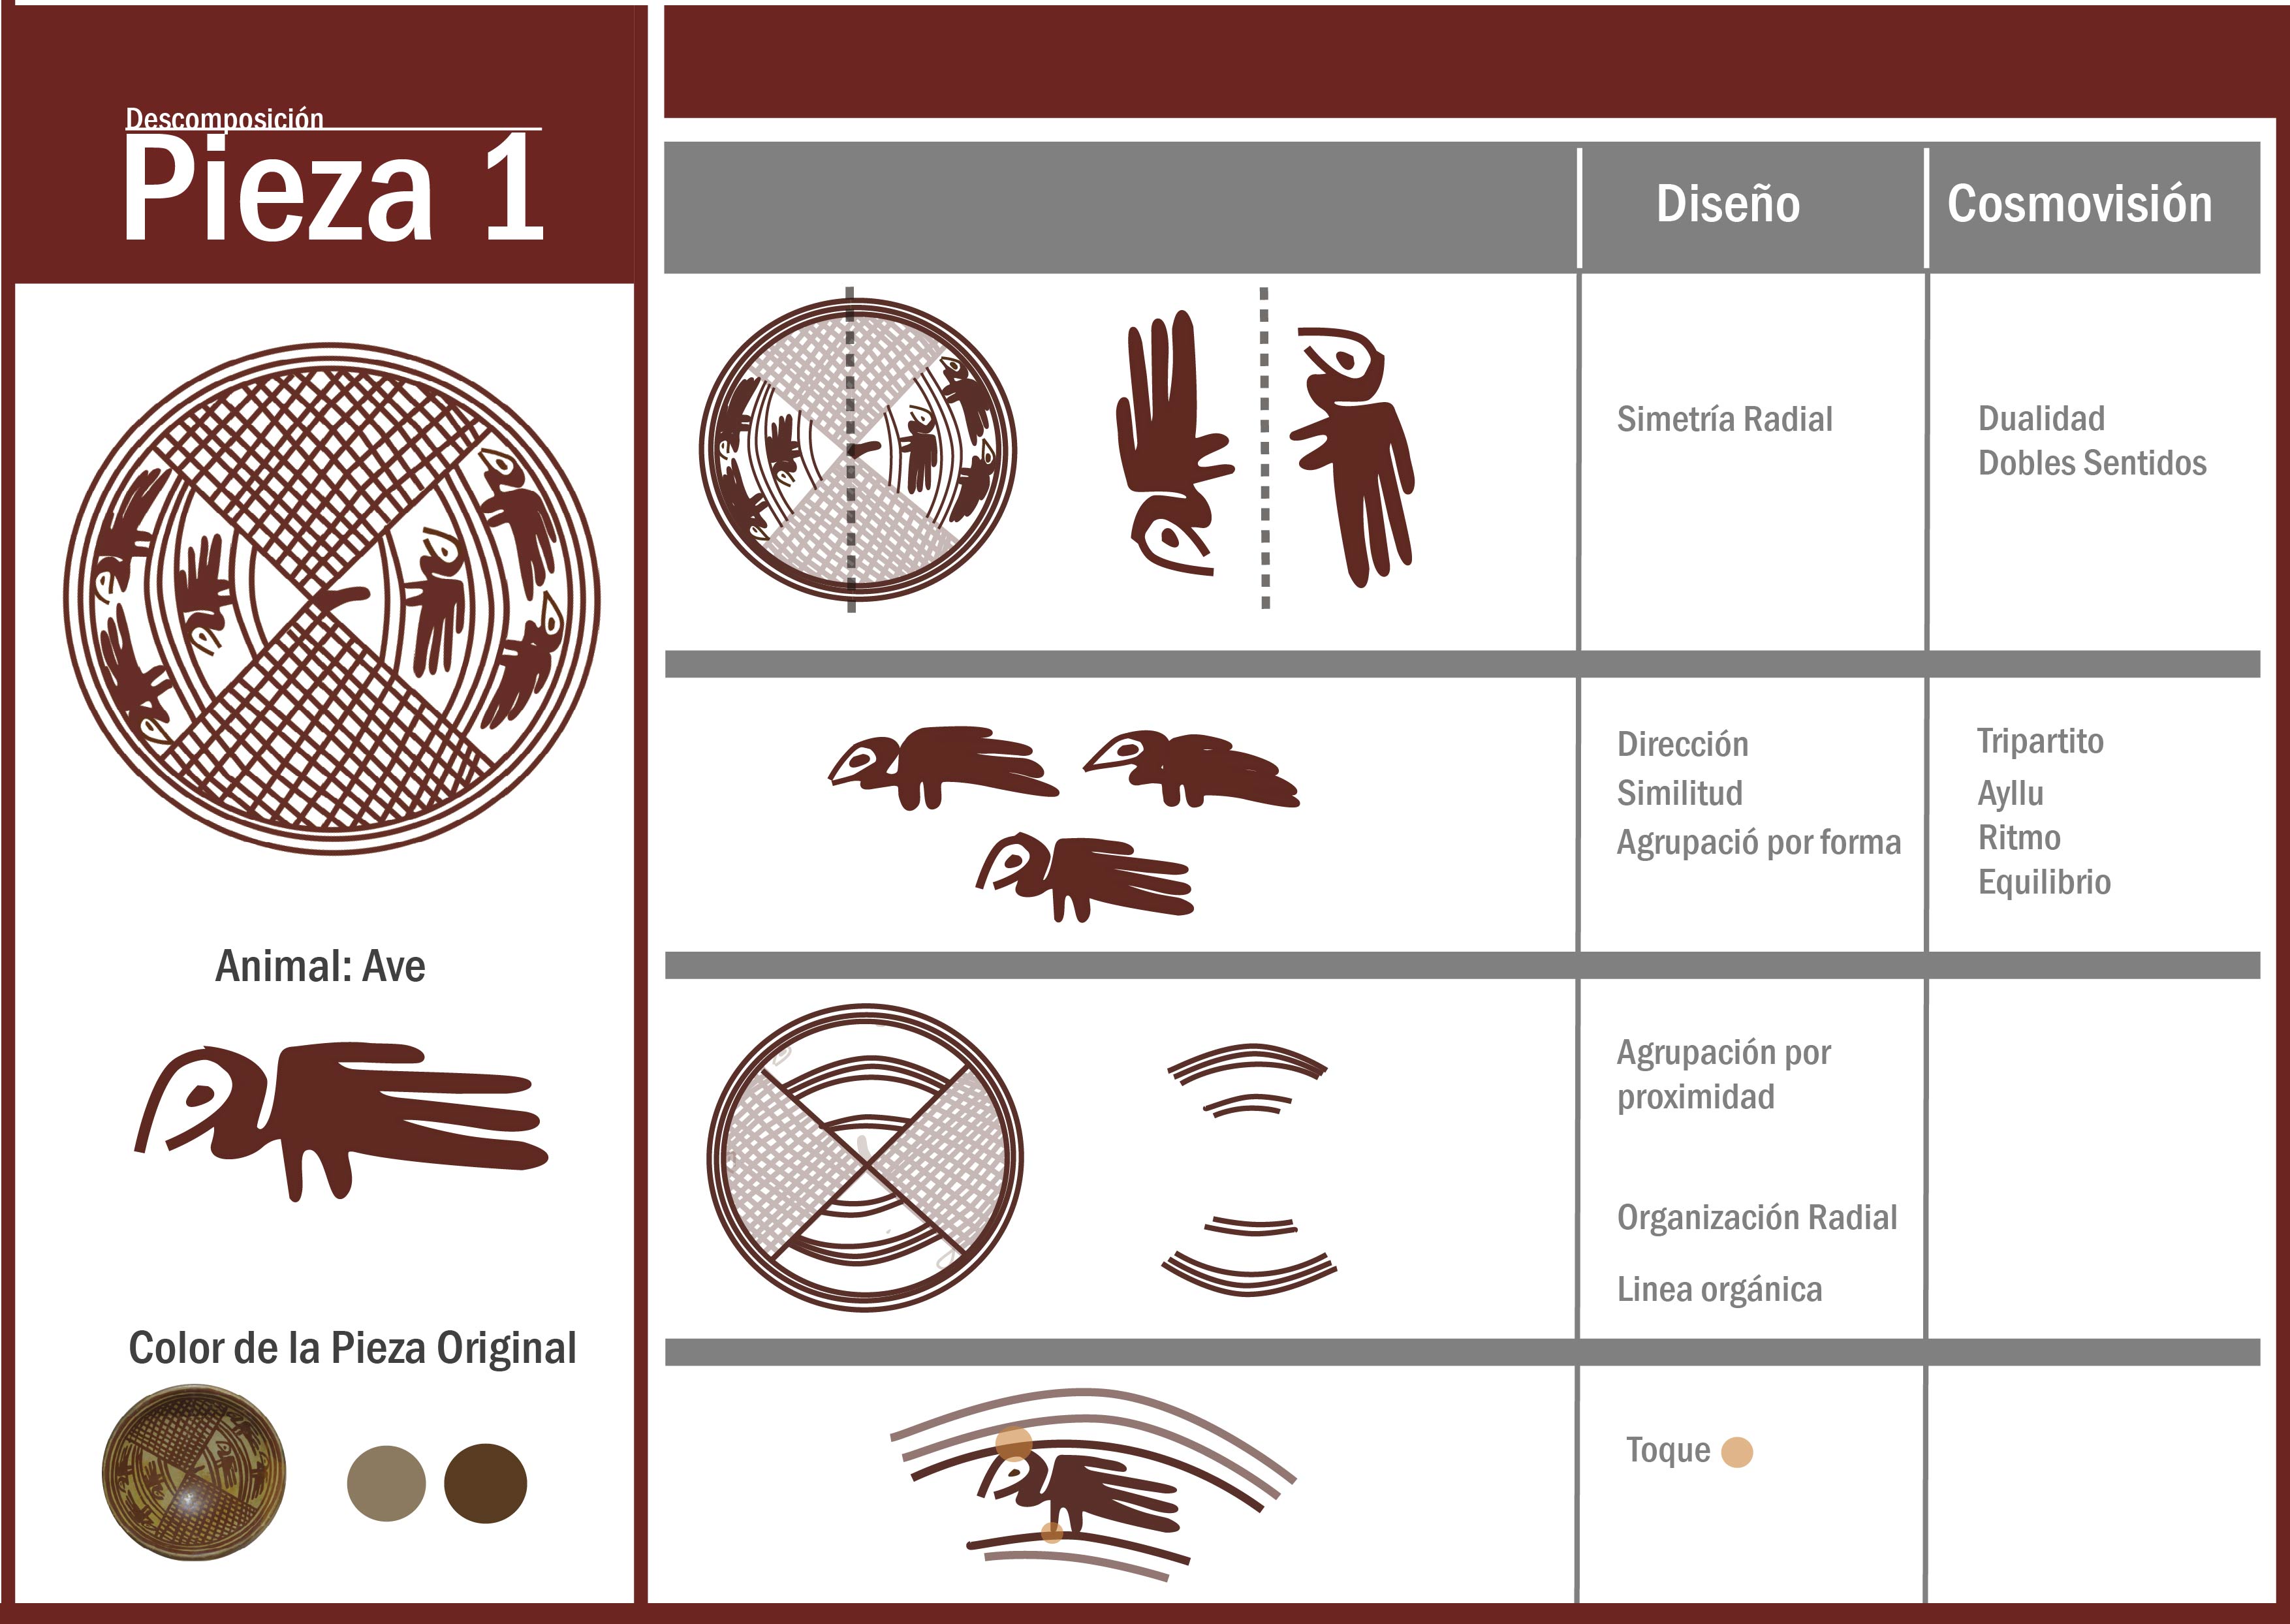 Descomposición
Pieza 1
Animal: Ave
Color de la Pieza Original
Diseño
Cosmovisión
Simetría Radial
Dualidad
Dobles Sentidos
Dirección
Similitud
Agrupació por forma
Tripartito
Ayllu
Ritmo
Equilibrio
Agrupación por
proximidad
Organización Radial
Linea orgánica
Toque